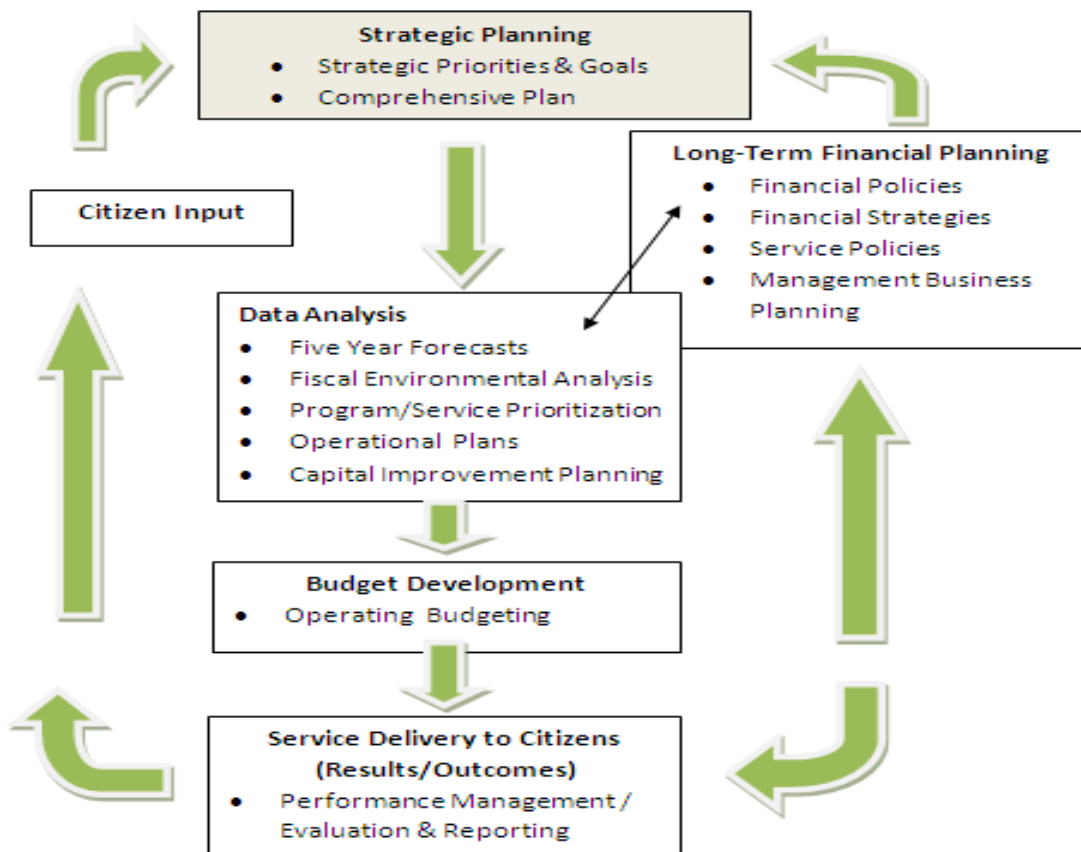 Strategic Planning
• Strategic Priorities & Goals
• Comprehensive Plan
Long-Term Financial Planning
• Financial Policies
• Financial Strategies
• Service Policies
• Management Business
Planning
Citizen Input
Data Analysis
• Five Year Forecasts
• Fiscal Environmental Analysis
• Program/Service Prioritization
• Operational Plans
• Capital Improvement Planning
Budget Development
• Operating Budgeting
Service Delivery to Citizens
(Results/Outcomes)
• Performance Management /
Evaluation & Reporting